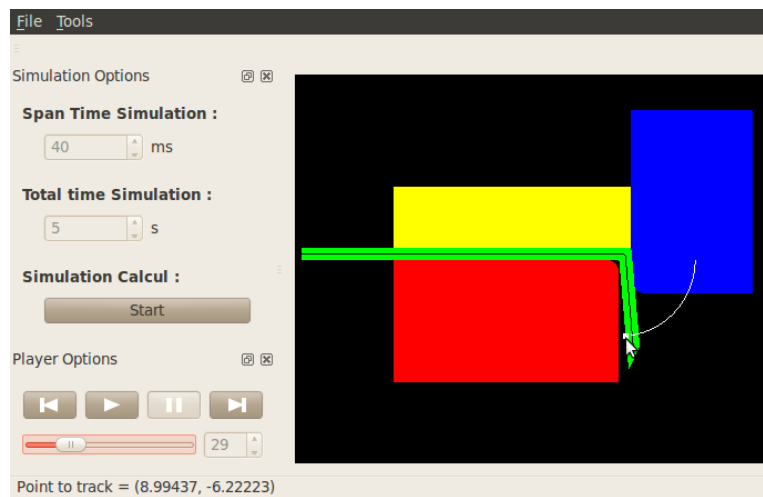 File Tools
Simulation Options
Span Time Simulation :
40 ms
Total time Simulation :
5 s
Simulation Calcul :
Start
Player Options
29
Point to track = (8.99437, -6.22223)